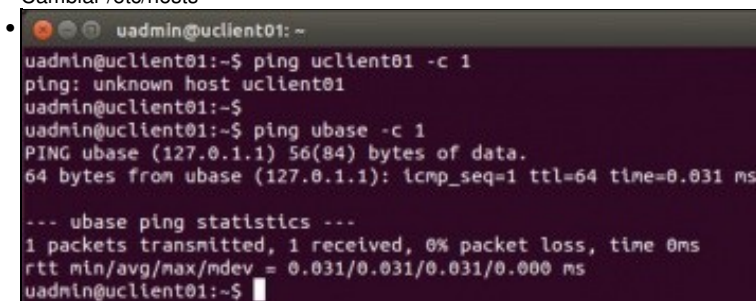 Cambiar /etc/hosts
uadmin@uclient01: ~
uadmin@uclient01:~$ ping uclient01 -c 1
ping: unknown host uclient01
uadmin@uclient01:~$
uadmin@uclient01:~$ ping ubase -c 1
PING ubase (127.0.1.1) 56(84) bytes of data.
64 bytes from ubase (127.0.1.1): icmp_seq=1 ttl=64 time=0.031 ms

--- ubase ping statistics ---
1 packets transmitted, 1 received, 0% packet loss, time 0ms
rtt min/avg/max/mdev = 0.031/0.031/0.031/0.000 ms
uadmin@uclient01:~$